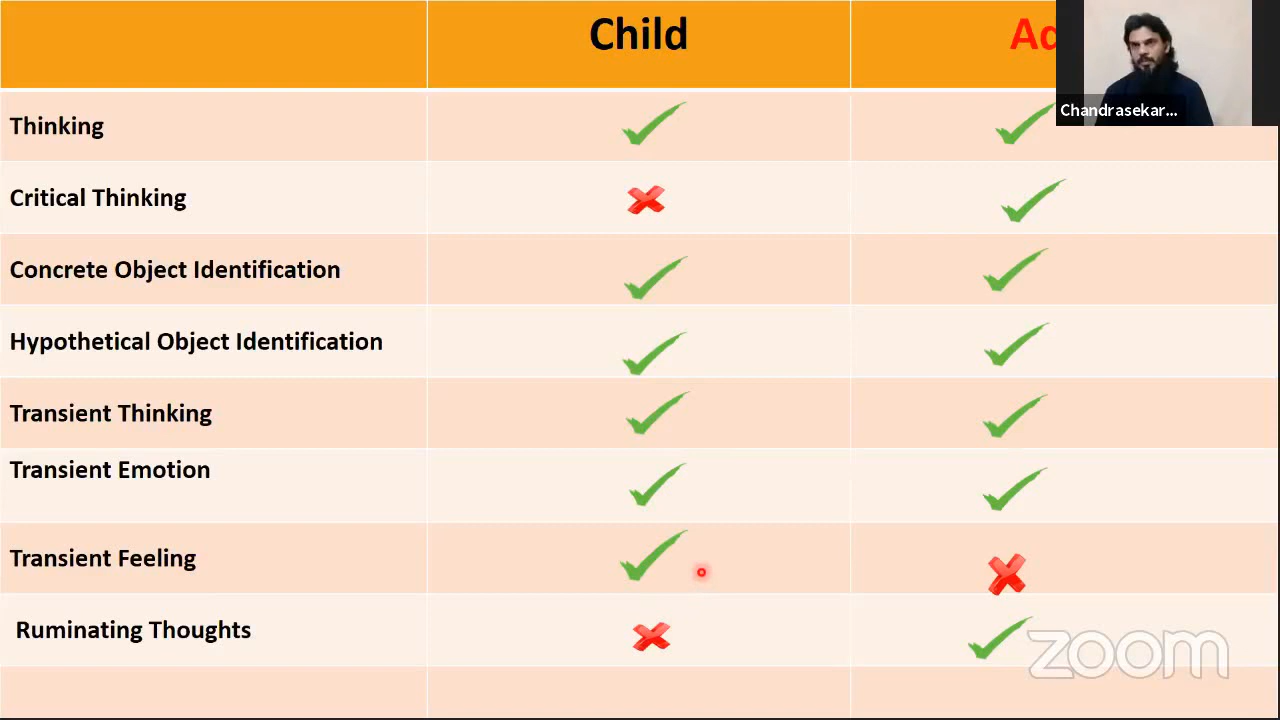 Child Ad
Chandrasekar...
Thinking
Critical Thinking
Concrete Object Identification
Hypothetical Object Identification
Transient Thinking
Transient Emotion
Transient Feeling
Ruminating Thoughts
zoom